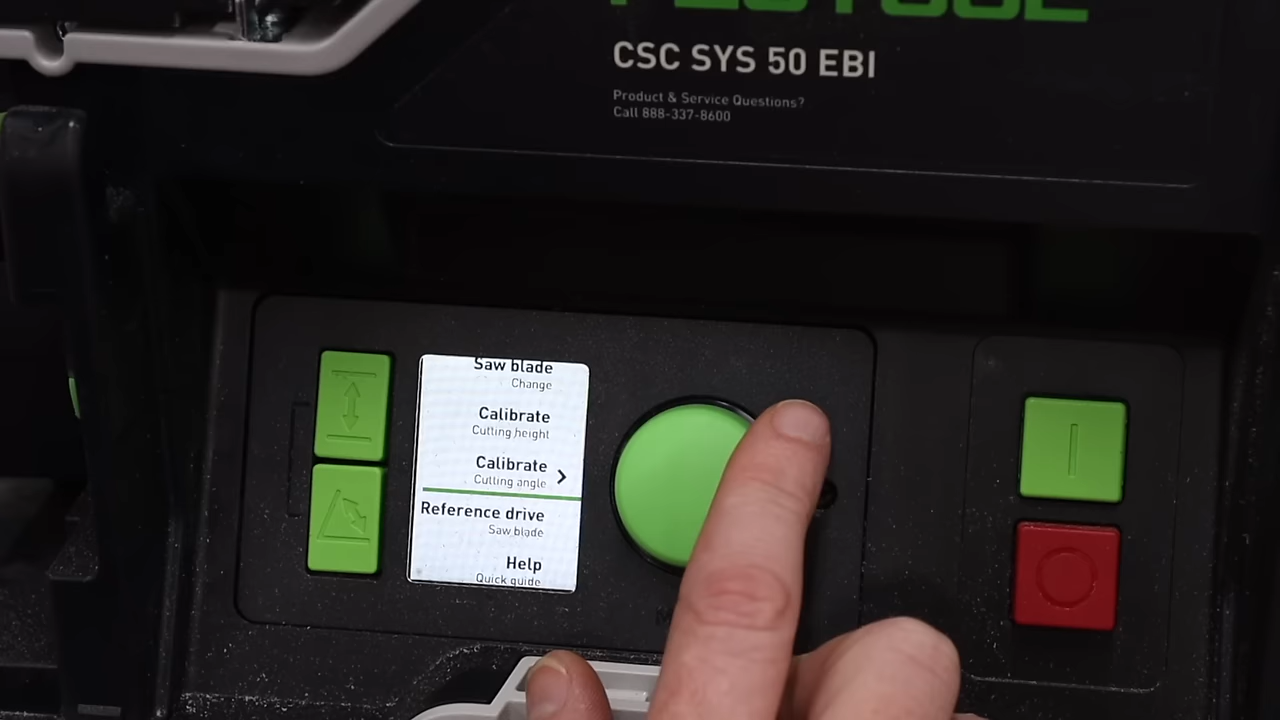 FESTOOL
CSC SYS 50 EBI
Product & Service Questions?
Call 888-337-8600
Saw blade
Change
Calibrate
Cutting height
Calibrate
Cutting angle
Reference drive
Saw blade
Help
Quick guide